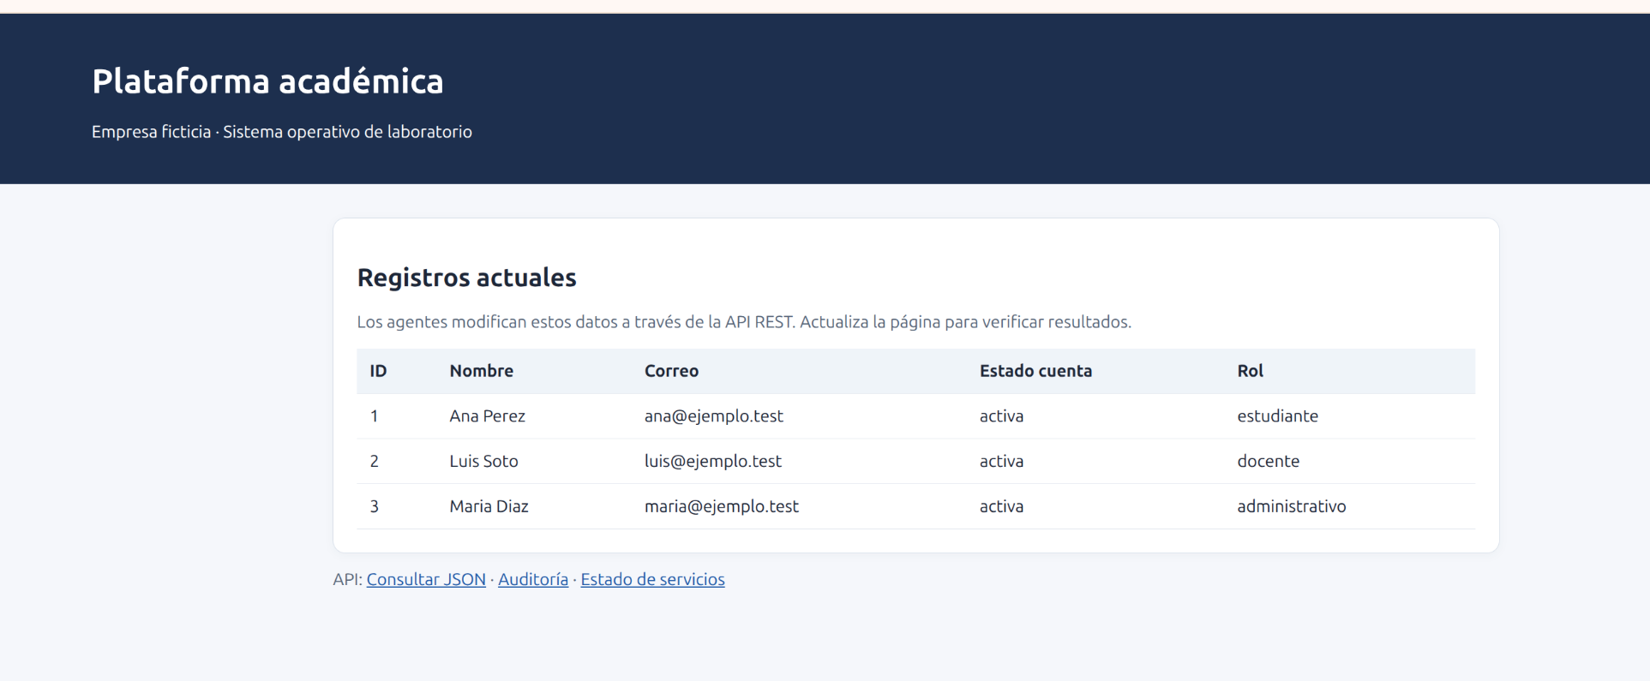 Plataforma académica
Empresa ficticia · Sistema operativo de laboratorio
Registros actuales
Los agentes modifican estos datos a través de la API REST. Actualiza la página para verificar resultados.
ID Nombre Correo Estado cuenta Rol
1 Ana Perez ana@ejemplo.test activa estudiante
2 Luis Soto luis@ejemplo.test activa docente
3 Maria Diaz maria@ejemplo.test activa administrativo
API: Consultar JSON · Auditoría · Estado de servicios